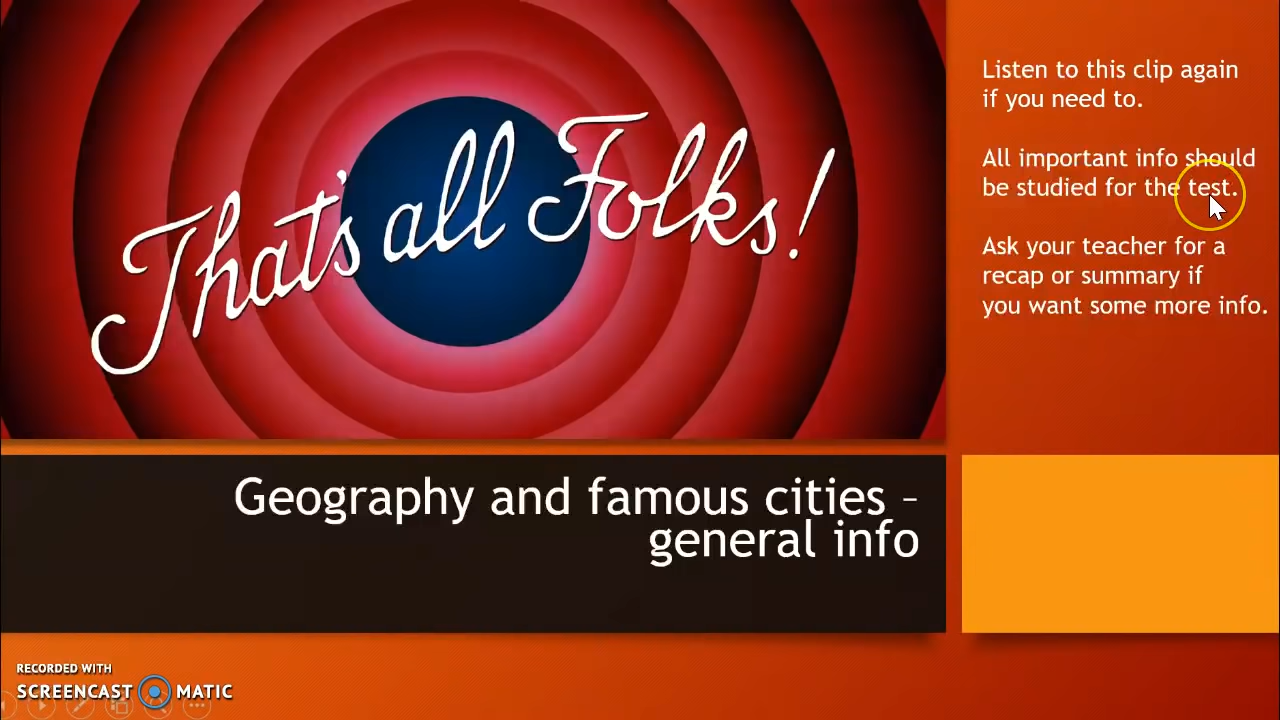 That's all Folks!
Listen to this clip again
if you need to.
All important info should
be studied for the test.
Ask your teacher for a
recap or summary if
you want some more info.
Geography and famous cities –
general info
RECORDED WITH
SCREENCAST MATIC